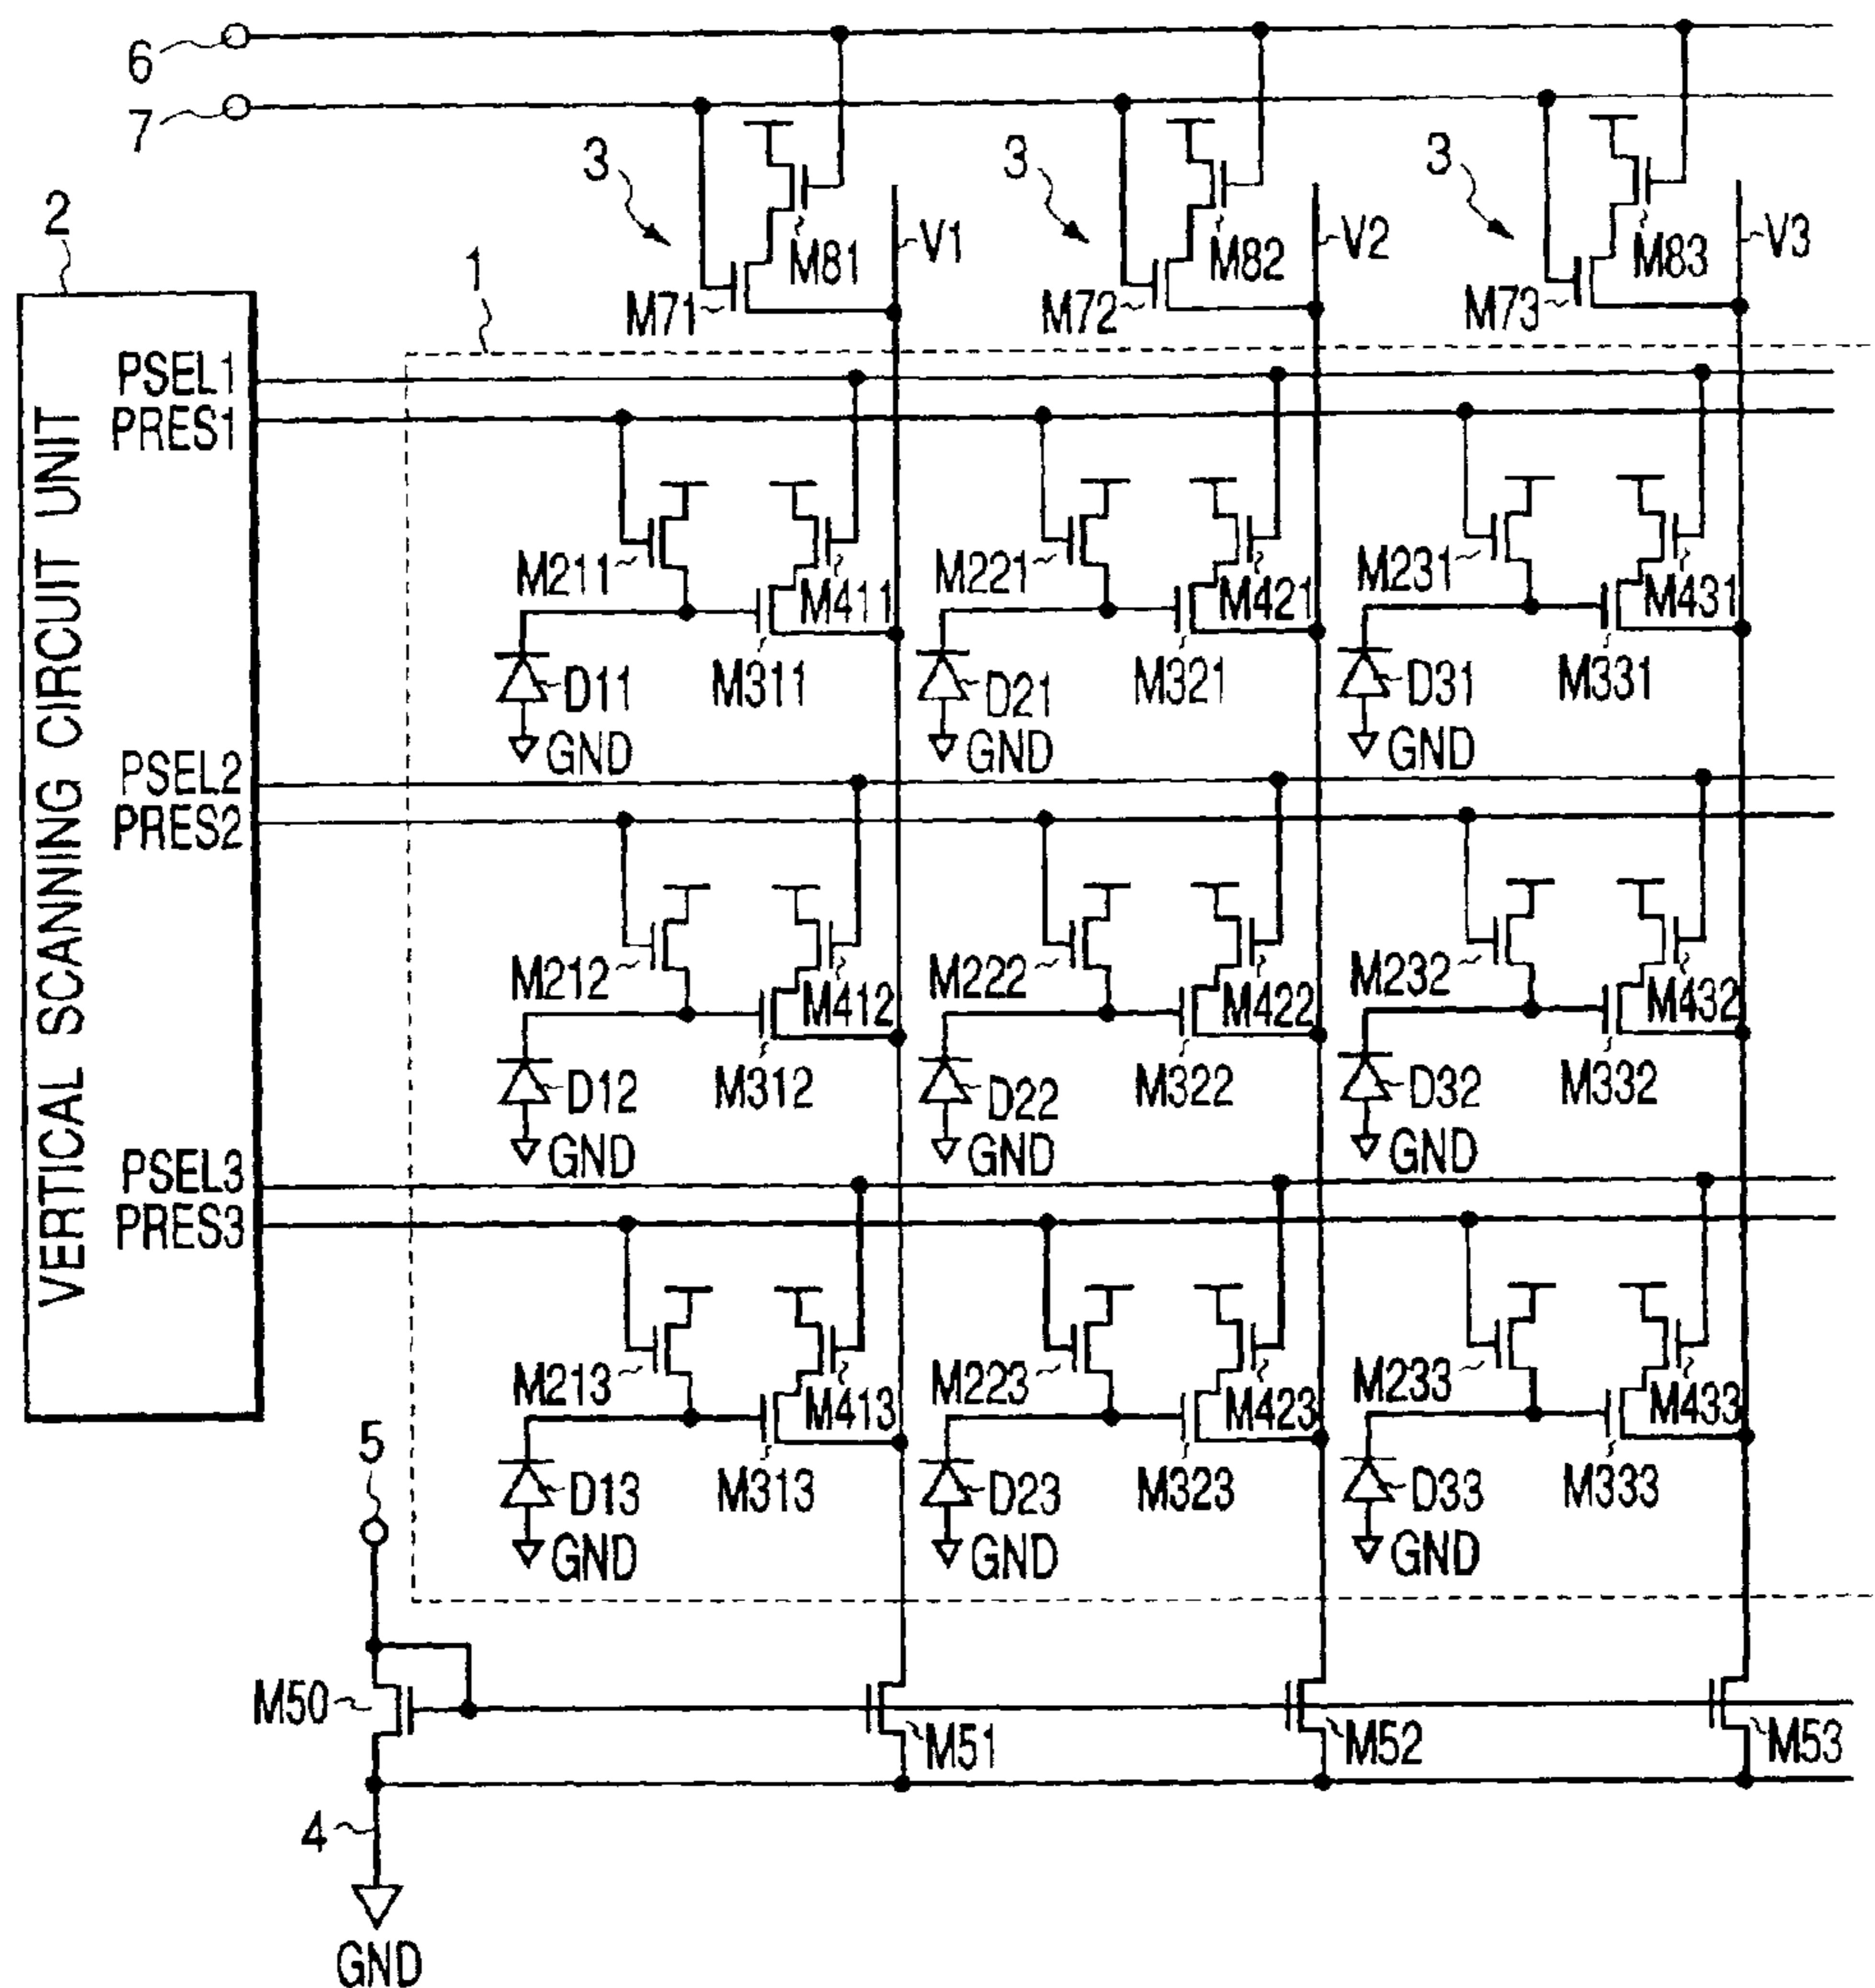 6
7
3 3 3
2
M81 V1 M82 V2 M83 V3
1
M71 M72 M73
VERTICAL SCANNING CIRCUIT UNIT
PSEL1
PRES1
M211 M411 M221 M421 M231 M431
D11 M311 D21 M321 D31 M331
GND GND GND
PSEL2
PRES2
M212 M412 M222 M422 M232 M432
D12 M312 D22 M322 D32 M332
GND GND GND
PSEL3
PRES3
M213 M413 M223 M423 M233 M433
5
D13 M313 D23 M323 D33 M333
GND GND GND
M50 M51 M52 M53
4
GND